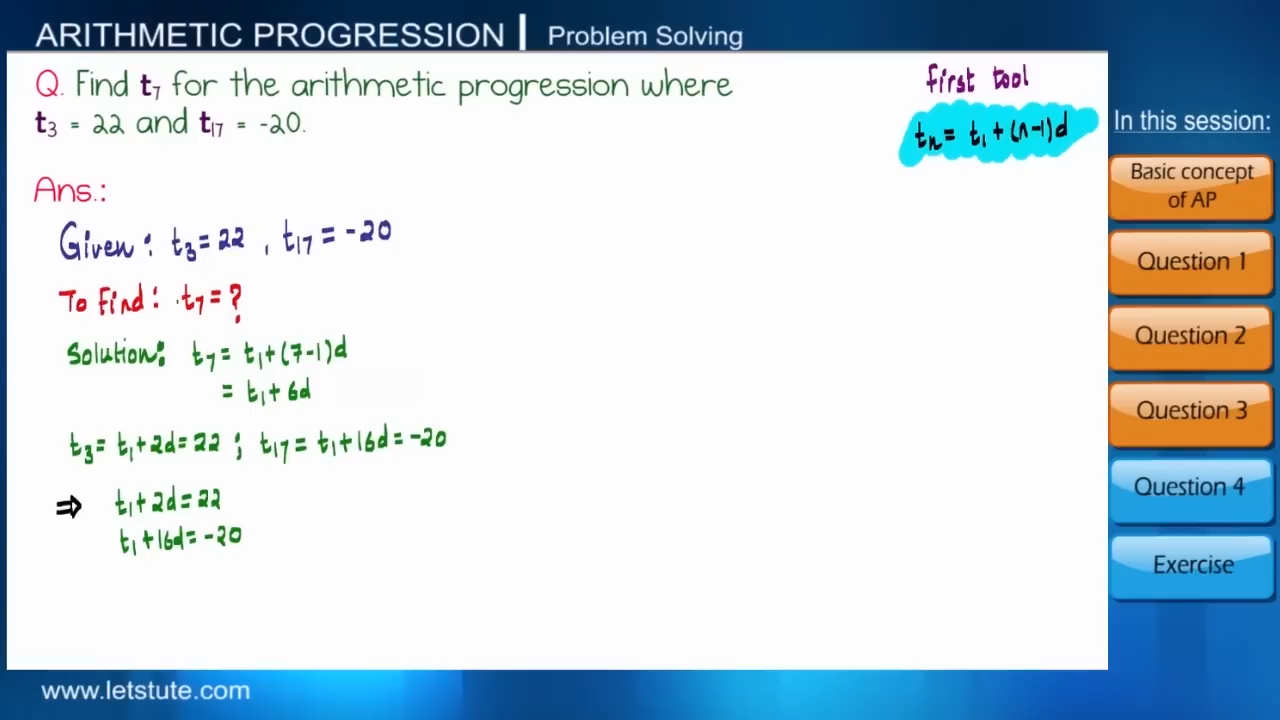 ARITHMETIC PROGRESSION | Problem Solving
Q. Find t₇ for the arithmetic progression where
t₃ = 22 and t₁₇ = -20.
first tool
tₙ = t₁ + (n-1)d
Ans.:
Given: t₃ = 22 , t₁₇ = -20
To find: t₇ = ?
Solution: t₇ = t₁ + (7-1)d
= t₁ + 6d
t₃ = t₁ + 2d = 22 ; t₁₇ = t₁ + 16d = -20
⇒ t₁ + 2d = 22
t₁ + 16d = -20
In this session:
Basic concept
of AP
Question 1
Question 2
Question 3
Question 4
Exercise
www.letstute.com